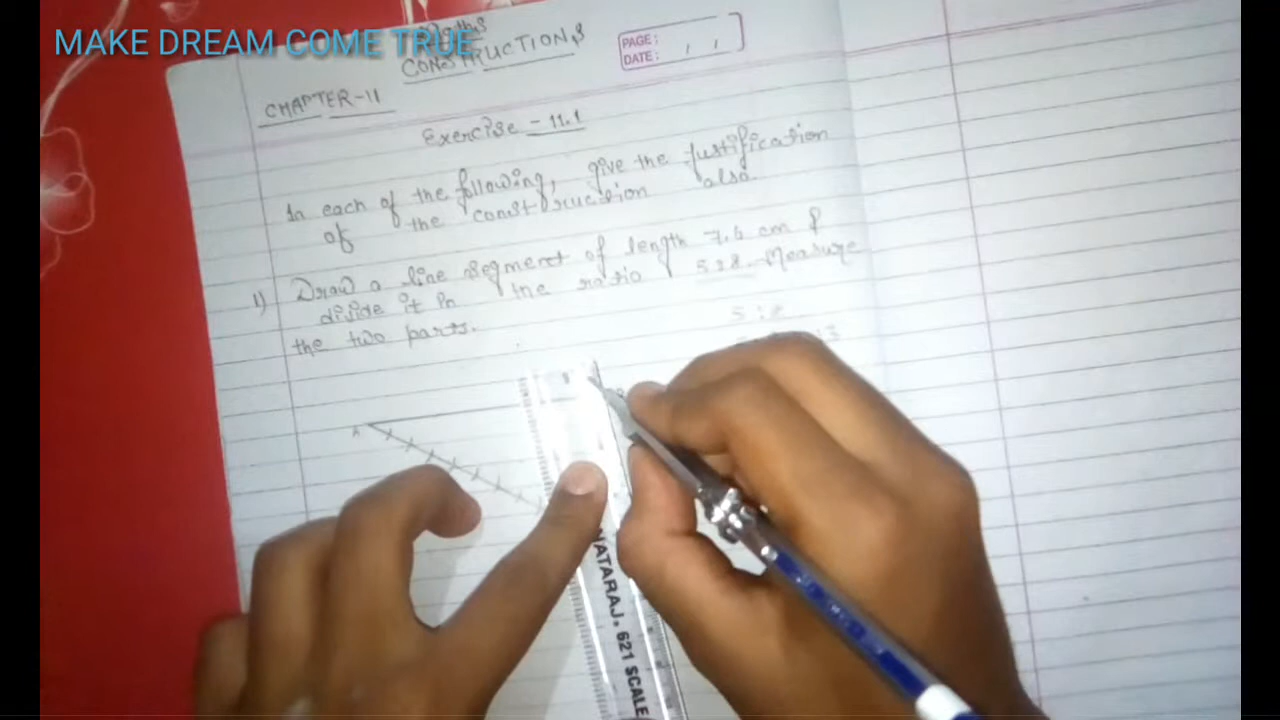 MAKE DREAM COME TRUE
CONSTRUCTIONS
PAGE:
DATE:
CHAPTER-11
Exercise - 11.1
In each of the following, give the Justification
of the construction also.
1) Draw a line segment of length 7.6 cm &
divide it in the ratio 5:8. Measure
the two parts.
5:8
A
NATARAJ. 621 SCALE